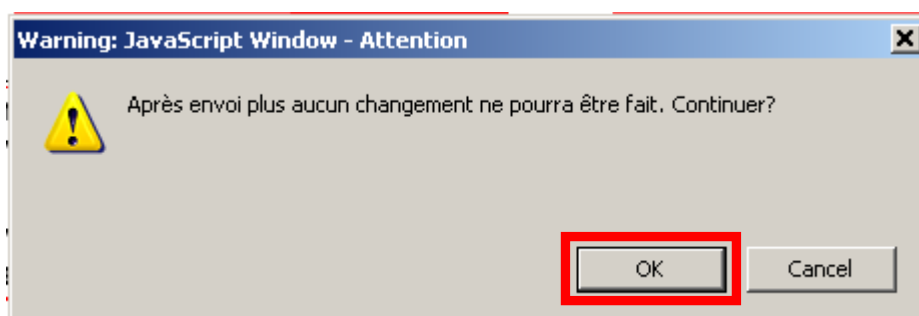 Warning: JavaScript Window - Attention
Après envoi plus aucun changement ne pourra être fait. Continuer?
OK
Cancel